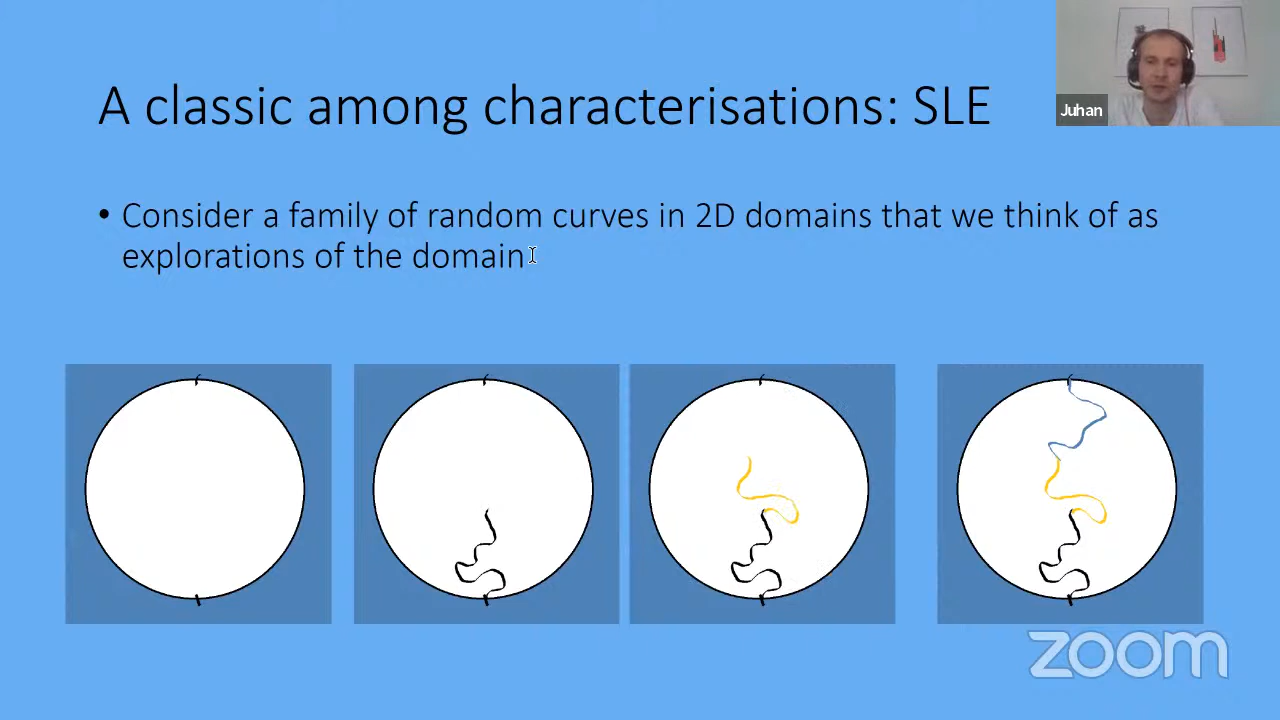 A classic among characterisations: SLE
Juhan
• Consider a family of random curves in 2D domains that we think of as
explorations of the domain
zoom